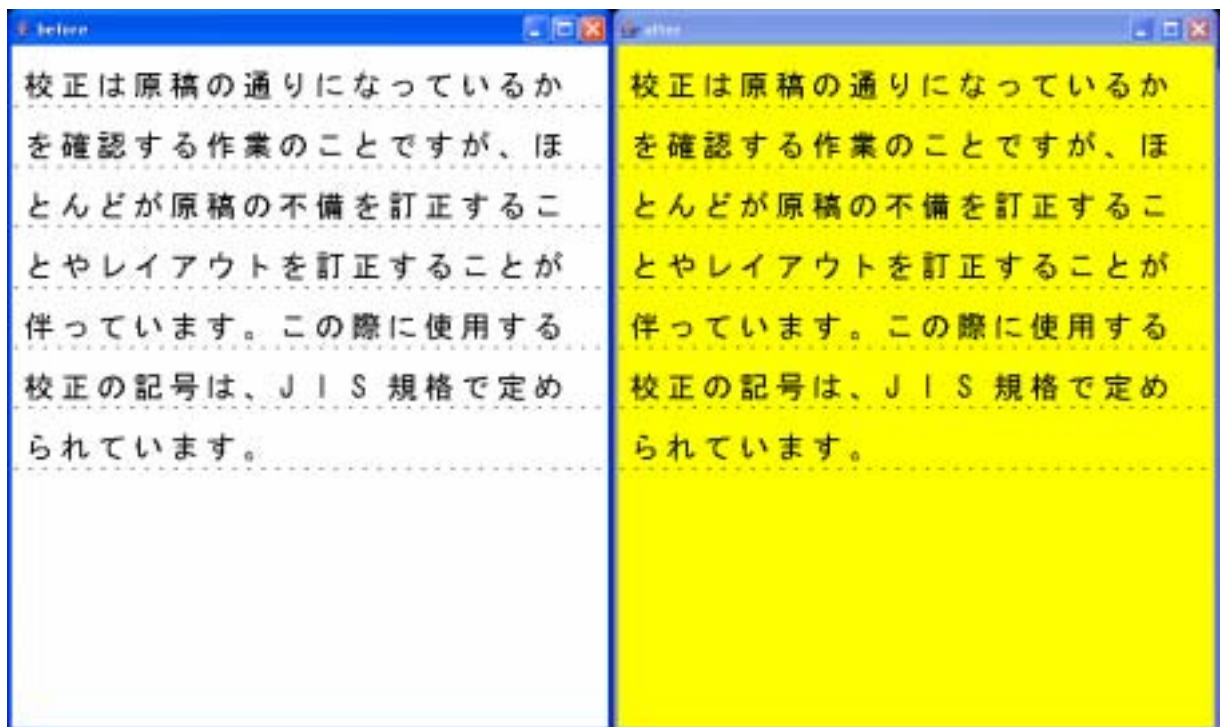 before
校正は原稿の通りになっているか
を確認する作業のことですが、ほ
とんどが原稿の不備を訂正するこ
とやレイアウトを訂正することが
伴っています。この際に使用する
校正の記号は、JIS規格で定め
られています。
after
校正は原稿の通りになっているか
を確認する作業のことですが、ほ
とんどが原稿の不備を訂正するこ
とやレイアウトを訂正することが
伴っています。この際に使用する
校正の記号は、JIS規格で定め
られています。